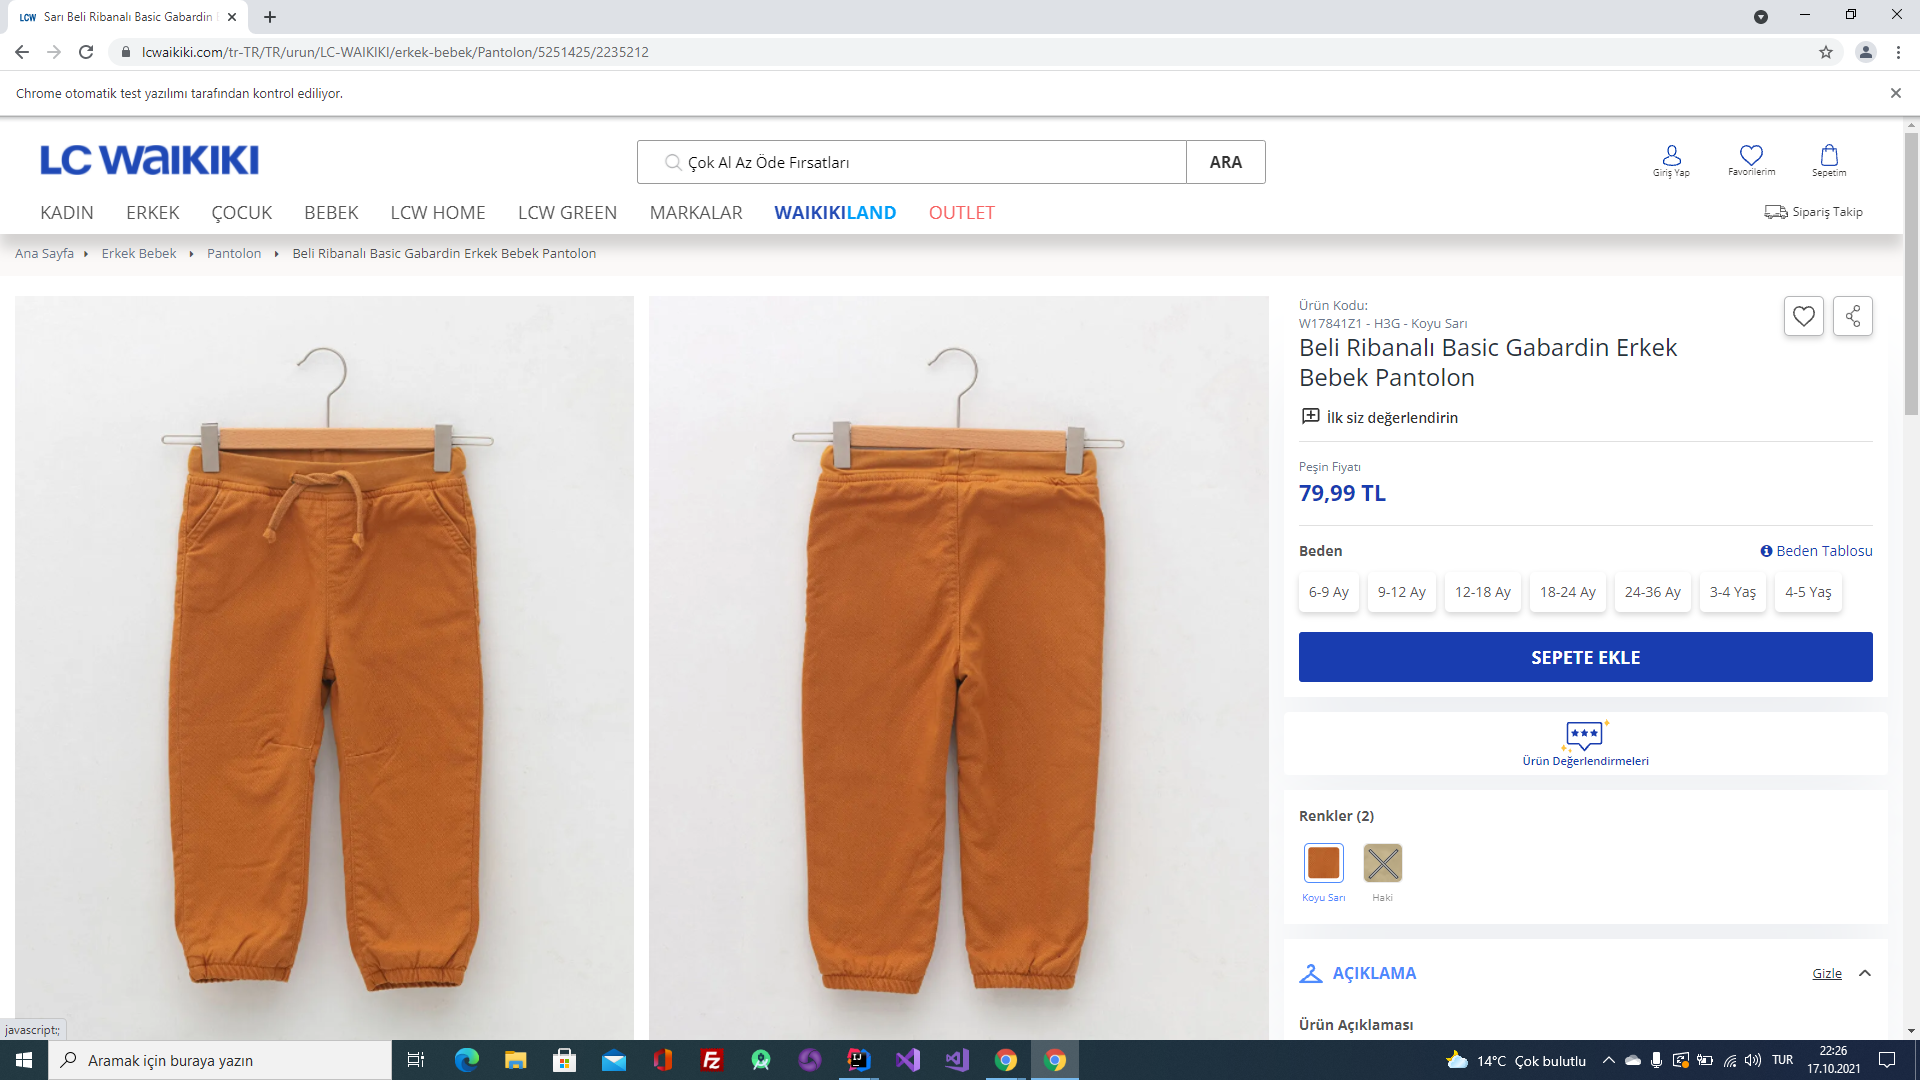 LCW Sarı Beli Ribanalı Basic Gabardin
lcwaikiki.com/tr-TR/TR/urun/LC-WAIKIKI/erkek-bebek/Pantolon/5251425/2235212
Chrome otomatik test yazılımı tarafından kontrol ediliyor.
LC WAIKIKI
Çok Al Az Öde Fırsatları
ARA
Giriş Yap
Favorilerim
Sepetim
KADIN ERKEK ÇOCUK BEBEK LCW HOME LCW GREEN MARKALAR WAIKIKILAND OUTLET
Sipariş Takip
Ana Sayfa Erkek Bebek Pantolon Beli Ribanalı Basic Gabardin Erkek Bebek Pantolon
Ürün Kodu:
W17841Z1 - H3G - Koyu Sarı
Beli Ribanalı Basic Gabardin Erkek
Bebek Pantolon
İlk siz değerlendirin
Peşin Fiyatı
79,99 TL
Beden
Beden Tablosu
6-9 Ay 9-12 Ay 12-18 Ay 18-24 Ay 24-36 Ay 3-4 Yaş 4-5 Yaş
SEPETE EKLE
Ürün Değerlendirmeleri
Renkler (2)
Koyu Sarı Haki
AÇIKLAMA
Gizle
Ürün Açıklaması
javascript:;
Aramak için buraya yazın
14°C Çok bulutlu
TUR
22:26
17.10.2021